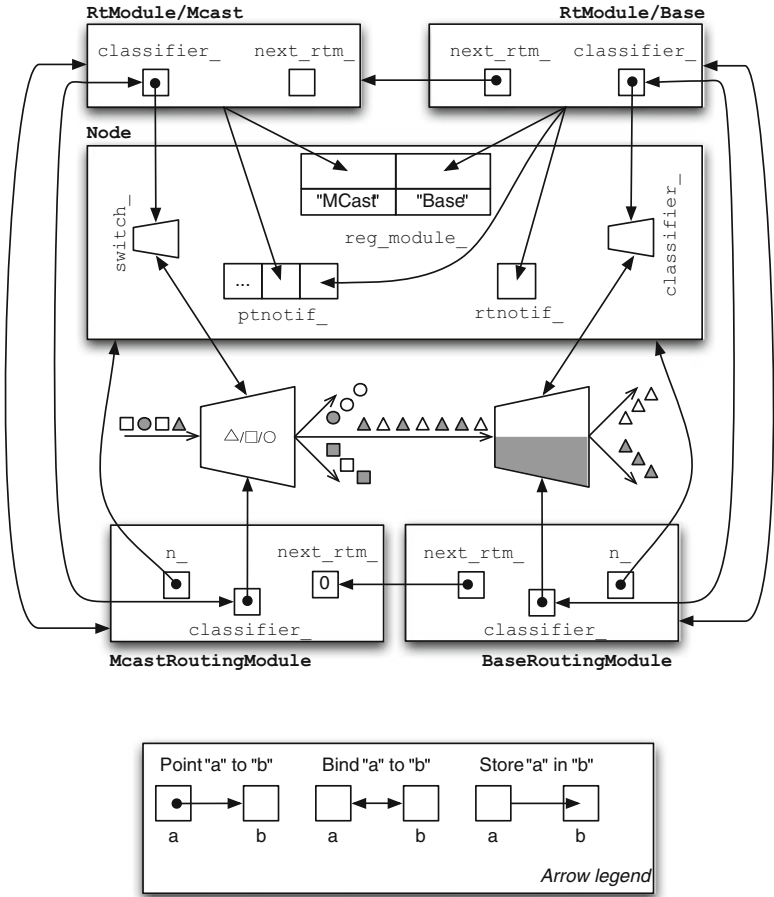 RtModule/Mcast
RtModule/Base
classifier_
next_rtm_
next_rtm_
classifier_
Node
"MCast"
"Base"
reg_module_
switch_
classifier_
...
ptnotif_
rtnotif_
△/□/○
n_
next_rtm_
0
classifier_
next_rtm_
n_
classifier_
McastRoutingModule
BaseRoutingModule
Point "a" to "b"
Bind "a" to "b"
Store "a" in "b"
a
b
a
b
a
b
Arrow legend